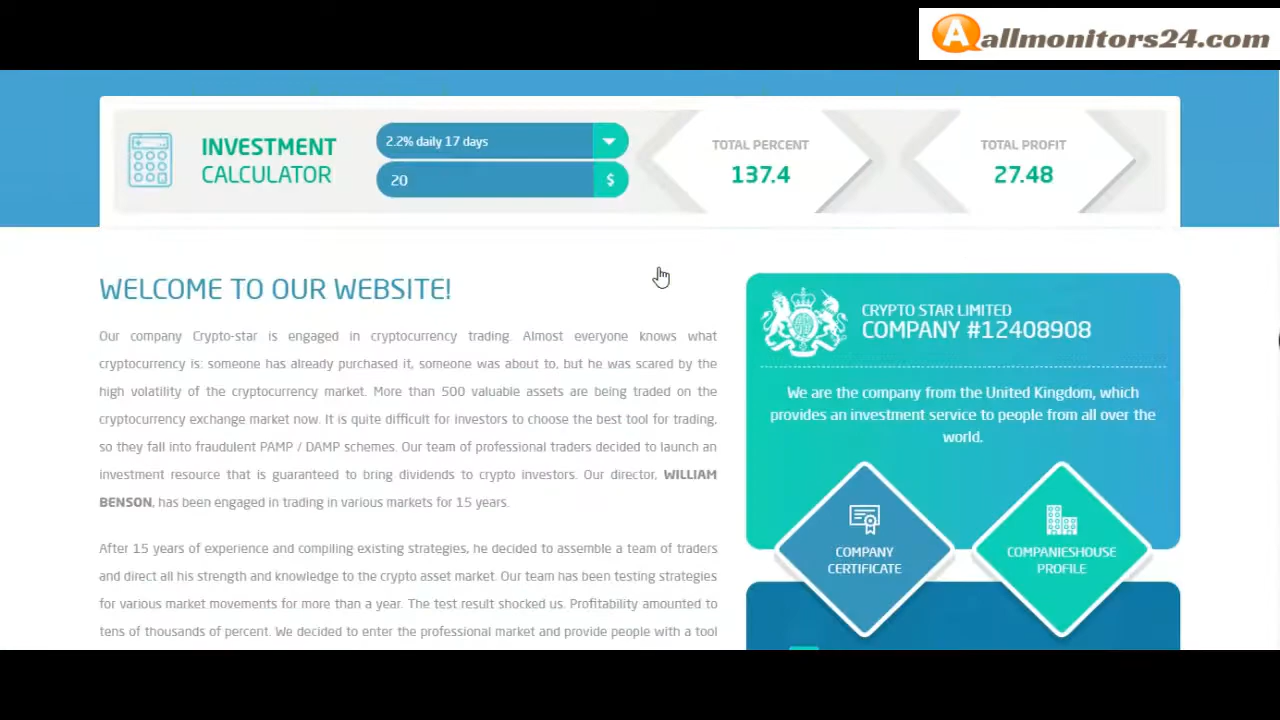 allmonitors24.com
INVESTMENT
CALCULATOR
2.2% daily 17 days
20
$
TOTAL PERCENT
137.4
TOTAL PROFIT
27.48
WELCOME TO OUR WEBSITE!
Our company Crypto-star is engaged in cryptocurrency trading. Almost everyone knows what
cryptocurrency is: someone has already purchased it, someone was about to, but he was scared by the
high volatility of the cryptocurrency market. More than 500 valuable assets are being traded on the
cryptocurrency exchange market now. It is quite difficult for investors to choose the best tool for trading,
so they fall into fraudulent PAMP / DAMP schemes. Our team of professional traders decided to launch an
investment resource that is guaranteed to bring dividends to crypto investors. Our director, WILLIAM
BENSON, has been engaged in trading in various markets for 15 years.
After 15 years of experience and compiling existing strategies, he decided to assemble a team of traders
and direct all his strength and knowledge to the crypto asset market. Our team has been testing strategies
for various market movements for more than a year. The test result shocked us. Profitability amounted to
tens of thousands of percent. We decided to enter the professional market and provide people with a tool
CRYPTO STAR LIMITED
COMPANY #12408908
We are the company from the United Kingdom, which
provides an investment service to people from all over the
world.
COMPANY
CERTIFICATE
COMPANIESHOUSE
PROFILE